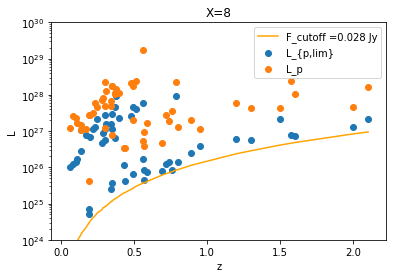 X=8
10^30
10^29
10^28
10^27
10^26
10^25
10^24
L
F_cutoff =0.028 Jy
L_{p,lim}
L_p
0.0 0.5 1.0 1.5 2.0
z